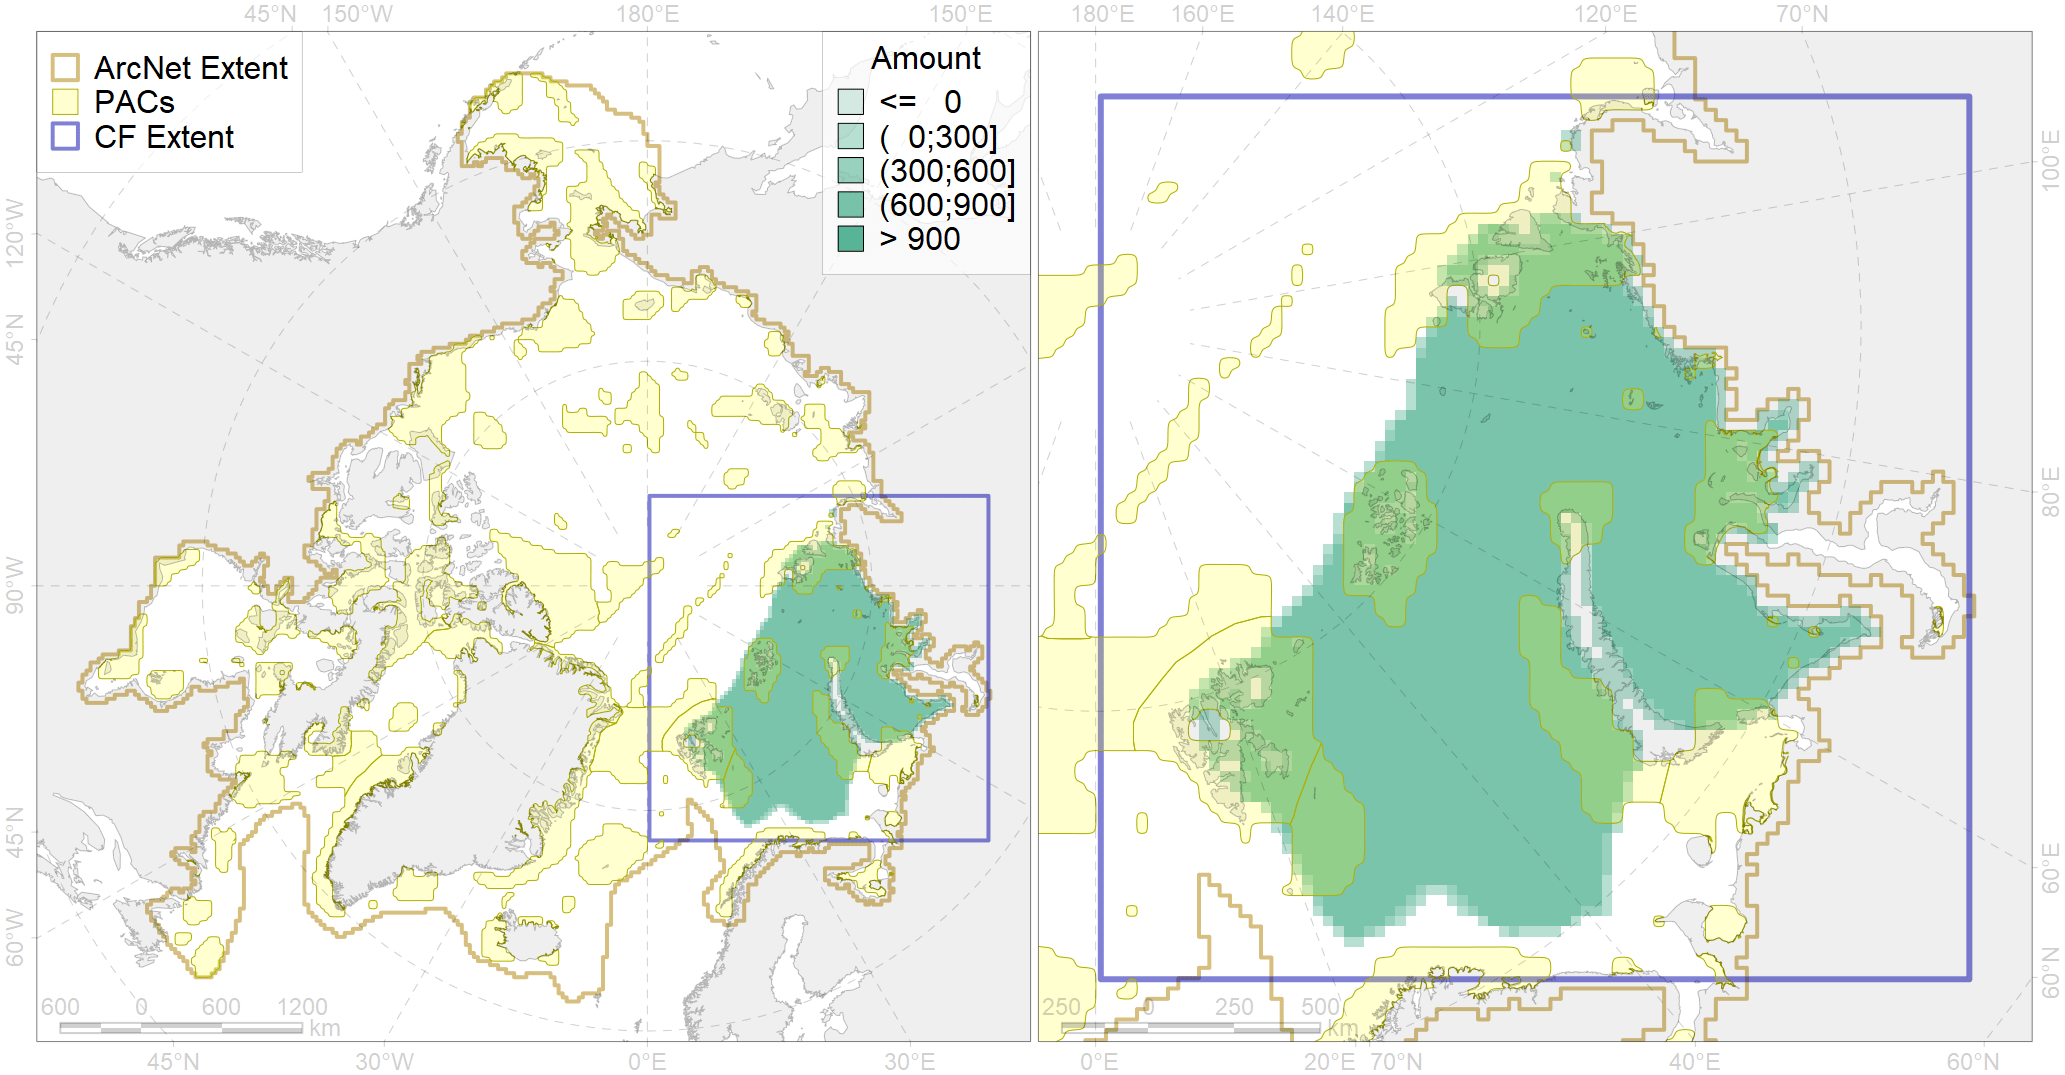 45°N 150°W 180°E 150°E 180°E 160°E 140°E 120°E 70°N
ArcNet Extent
PACs
CF Extent
Amount
<= 0
( 0;300]
(300;600]
(600;900]
> 900
120°W
45°N
90°W
45°N
60°W
100°E
80°E
60°E
60°N
600 0 600 1200
km
250 0 250 500
km
45°N 30°W 0°E 30°E 0°E 20°E 70°N 40°E 60°N